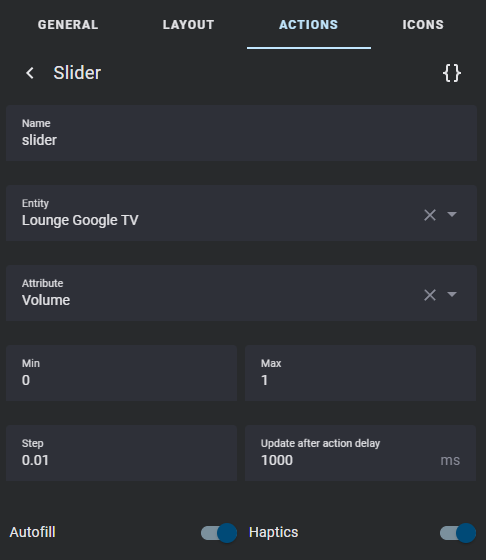 GENERAL LAYOUT ACTIONS ICONS
Slider {}
Name
slider
Entity
Lounge Google TV
Attribute
Volume
Min Max
0 1
Step Update after action delay
0.01 1000 ms
Autofill Haptics